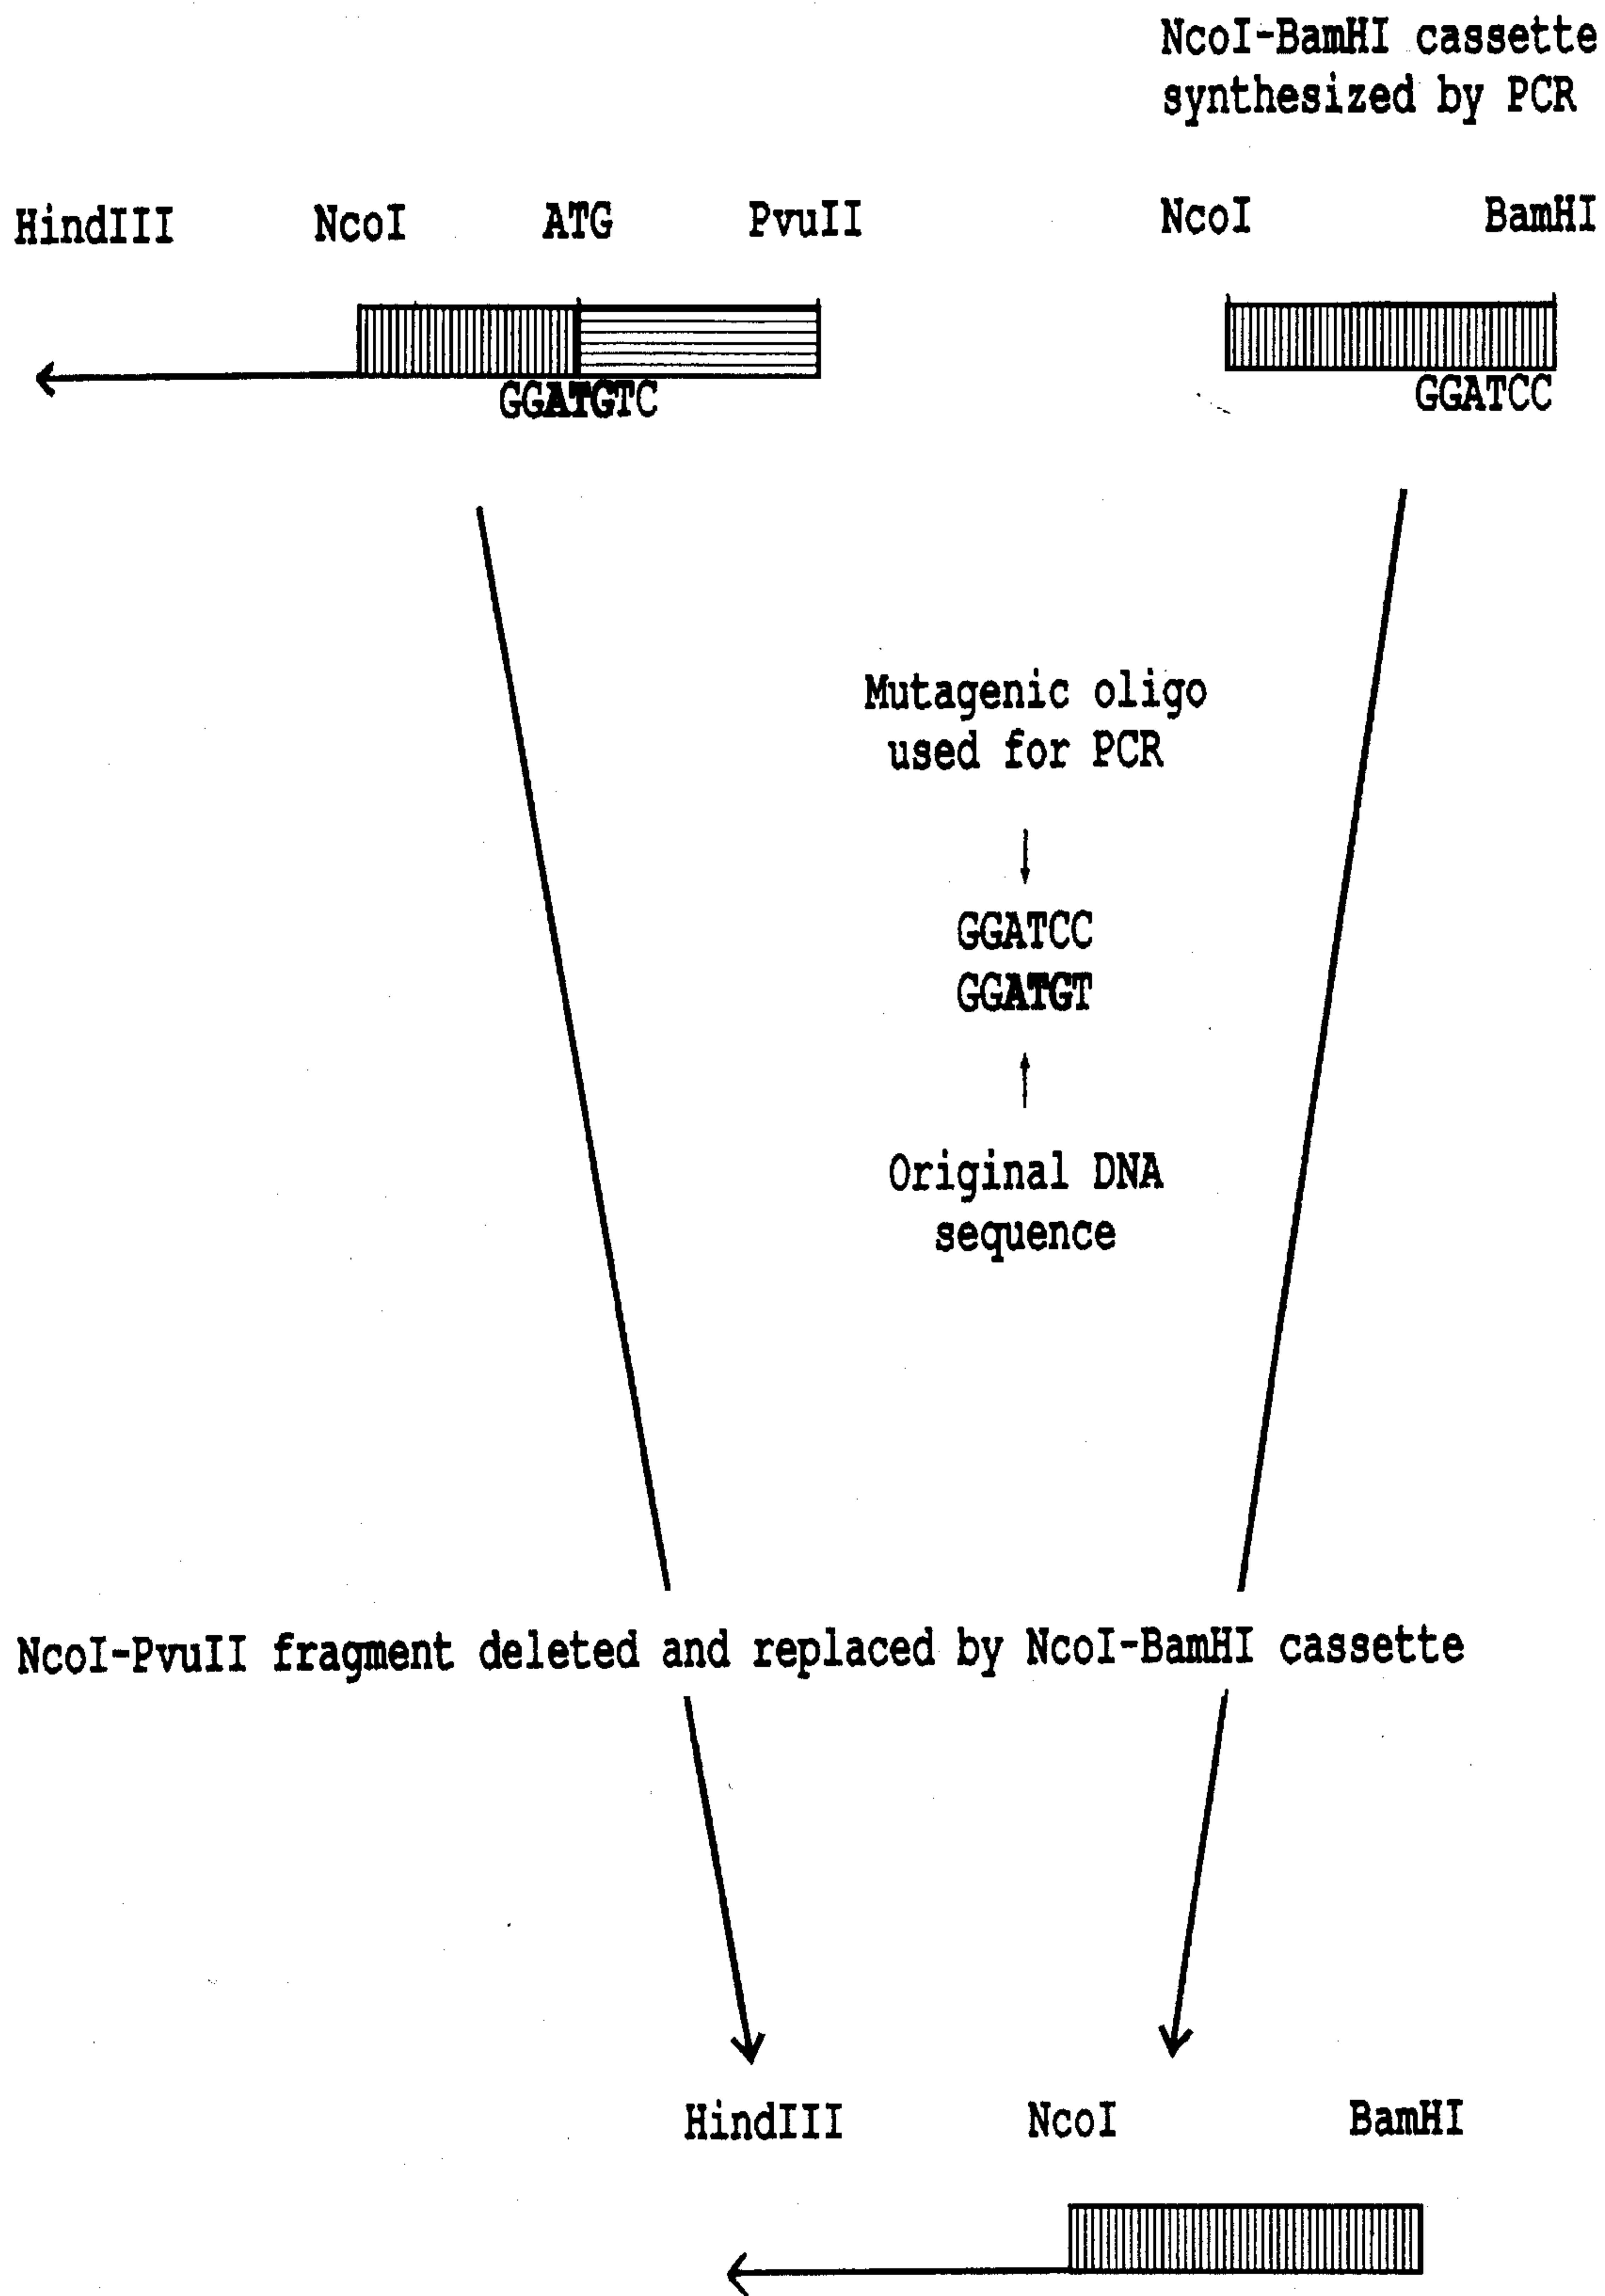 NcoI-BamHI cassette
synthesized by PCR
HindIII NcoI ATG PvuII NcoI BamHI
GGATGTC GGATCC
Mutagenic oligo
used for PCR
GGATCC
GGATGT
Original DNA
sequence
NcoI-PvuII fragment deleted and replaced by NcoI-BamHI cassette
HindIII NcoI BamHI